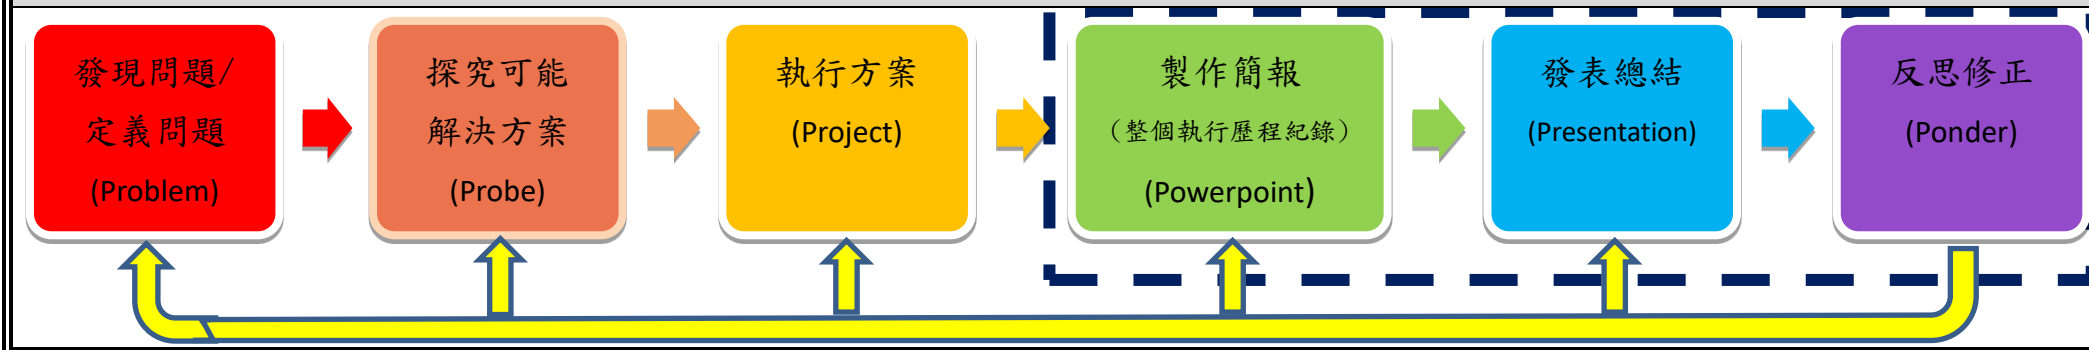 發現問題/
定義問題
(Problem)
探究可能
解決方案
(Probe)
執行方案
(Project)
製作簡報
（整個執行歷程紀錄）
(Powerpoint)
發表總結
(Presentation)
反思修正
(Ponder)